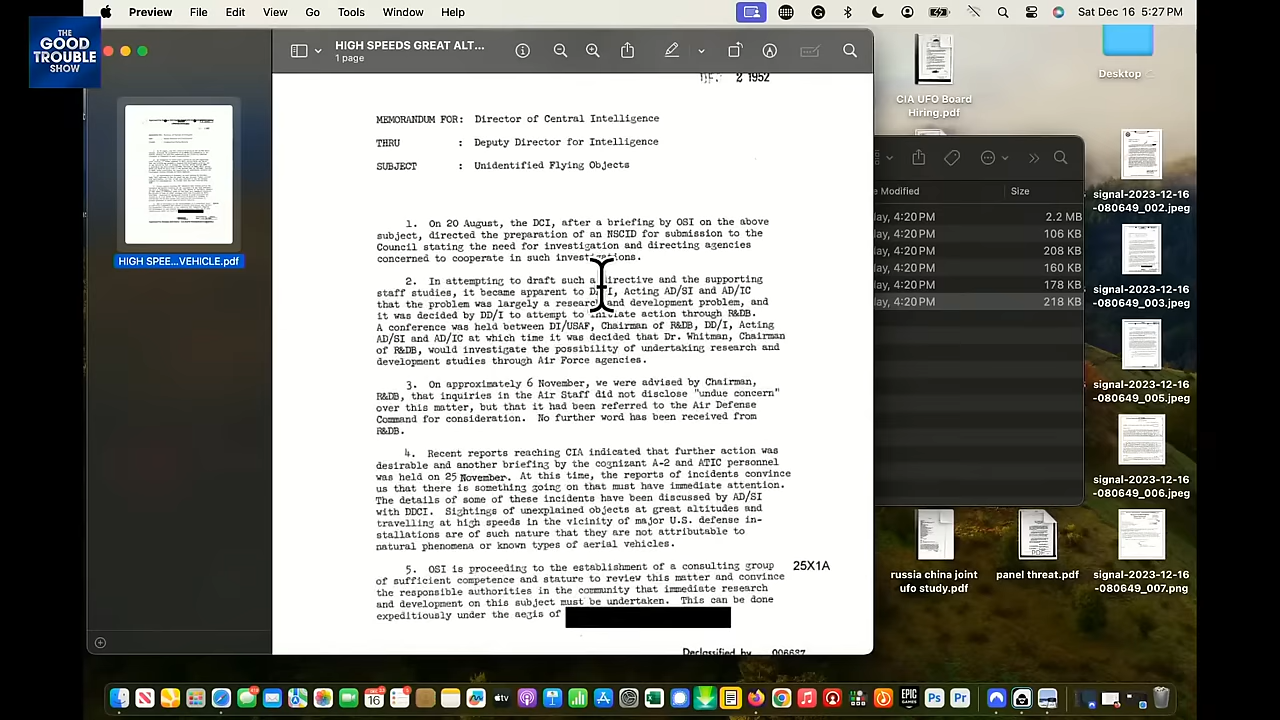 THE
GOOD
TROUBLE
SHOW
Preview File Edit View Go Tools Window Help
Sat Dec 16 5:27PM
HIGH SPEEDS GREAT ALT...
1 page
HIGH SPEE...VEHICLE.pdf
2 1952
MEMORANDUM FOR: Director of Central Intelligence
THRU : Deputy Director for Intelligence
SUBJECT : Unidentified Flying Objects
1. On 20 August, the DCI, after a briefing by OSI on the above
subject, directed the preparation of an NSCID for submission to the
Council stating the need for investigation and directing agencies
concerned to cooperate in such investigations.
2. In attempting to draft such a directive and the supporting
staff studies, it became apparent to DD/I, Acting AD/SI and AD/IC
that the problem was largely a research and development problem, and
it was decided by DD/I to attempt to initiate action through R&DB.
A conference was held between DI/USAF, Chairman of R&DB, DD/I, Acting
AD/SI and AD/IC at which time it was decided that Dr. Whitman, Chairman
of R&DB, would investigate the possibility of undertaking research and
development studies through Air Force agencies.
3. On approximately 6 November, we were advised by Chairman,
R&DB, that inquiries in the Air Staff did not disclose "undue concern"
over this matter, but that it had been referred to the Air Defense
Command for consideration. No further word has been received from
R&DB.
4. Recent reports reaching CIA indicated that further action was
desirable and another briefing by the cognizant A-2 and ATIC personnel
was held on 25 November. At this time, the reports of incidents convince
us that there is something going on that must have immediate attention.
The details of some of these incidents have been discussed by AD/SI
with DDCI. Sightings of unexplained objects at great altitudes and
travelling at high speeds in the vicinity of major U.S. defense in-
stallations are of such nature that they are not attributable to
natural phenomena or known types of aerial vehicles.
5. OSI is proceeding to the establishment of a consulting group
of sufficient competence and stature to review this matter and convince
the responsible authorities in the community that immediate research
and development on this subject must be undertaken. This can be done
expeditiously under the aegis of
25X1A
Declassified by 006687
e Modified Size
lay, 4:20 PM 2.2 MB
lay, 4:20 PM 106 KB
lay, 4:20 PM 208 KB
lay, 4:20 PM 160 KB
lay, 4:20 PM 178 KB
lay, 4:20 PM 218 KB
CIA UFO Board
Hiring.pdf
Desktop
signal-2023-12-16
-080649_002.jpeg
signal-2023-12-16
-080649_003.jpeg
signal-2023-12-16
-080649_005.jpeg
signal-2023-12-16
-080649_006.jpeg
russia china joint
ufo study.pdf
panel threat.pdf
signal-2023-12-16
-080649_007.png
DEC
16
tv
EPIC
GAMES
Ps
Pr